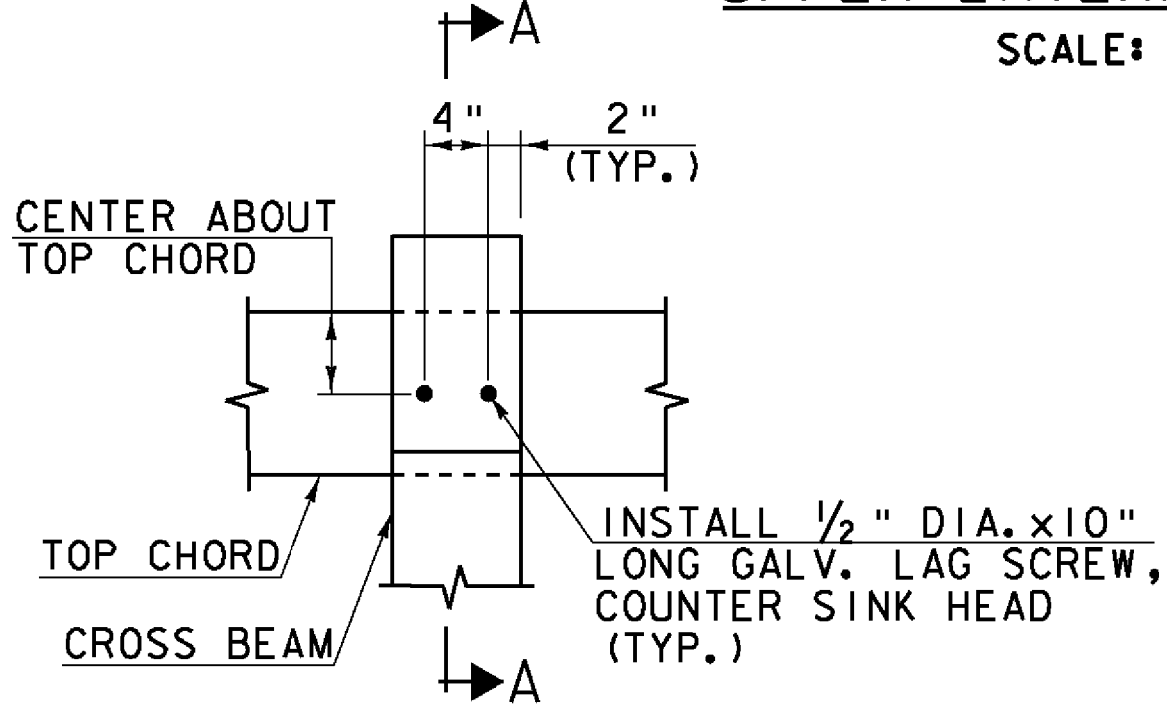 A
SCALE:
4" 2"
(TYP.)
CENTER ABOUT
TOP CHORD
INSTALL ½" DIA.x10"
LONG GALV. LAG SCREW,
COUNTER SINK HEAD
(TYP.)
TOP CHORD
CROSS BEAM
A